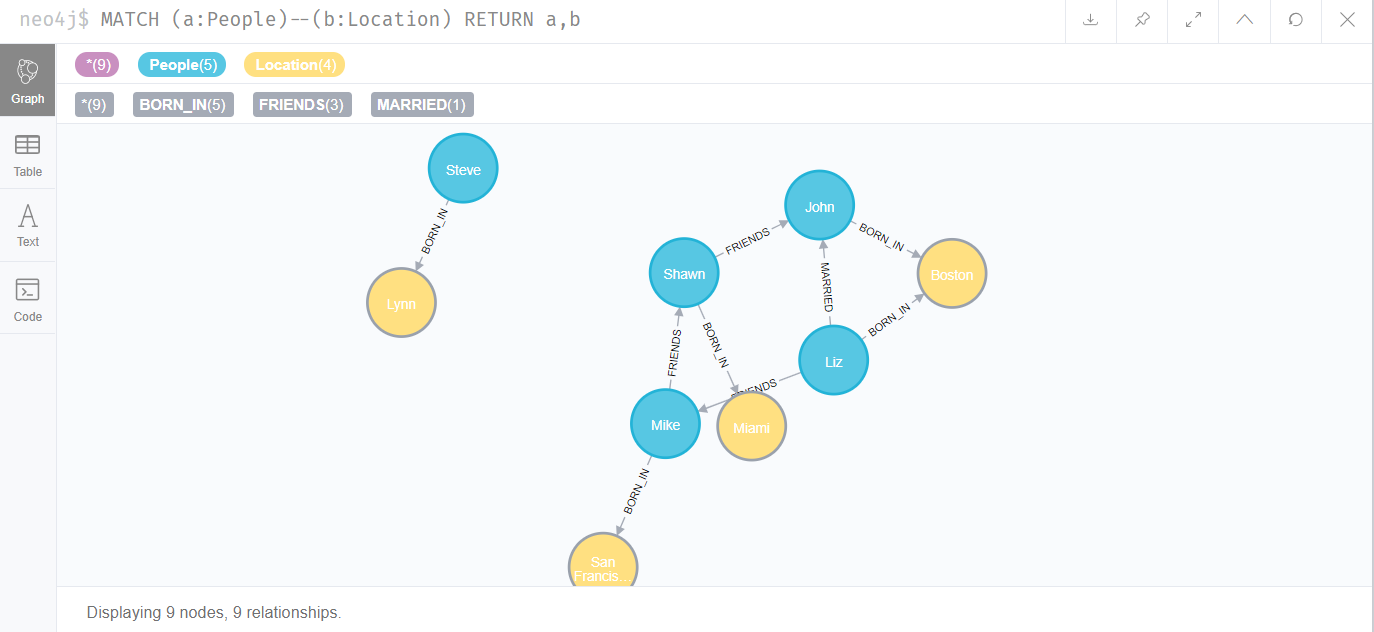 neo4j$ MATCH (a:People)--(b:Location) RETURN a,b
Graph
Table
Text
Code
*(9) People(5) Location(4)
*(9) BORN_IN(5) FRIENDS(3) MARRIED(1)
Steve
BORN_IN
Lynn
John
FRIENDS
BORN_IN
Shawn
Boston
MARRIED
BORN_IN
FRIENDS
BORN_IN
Liz
FRIENDS
Mike
Miami
BORN_IN
San
Francis…
Displaying 9 nodes, 9 relationships.